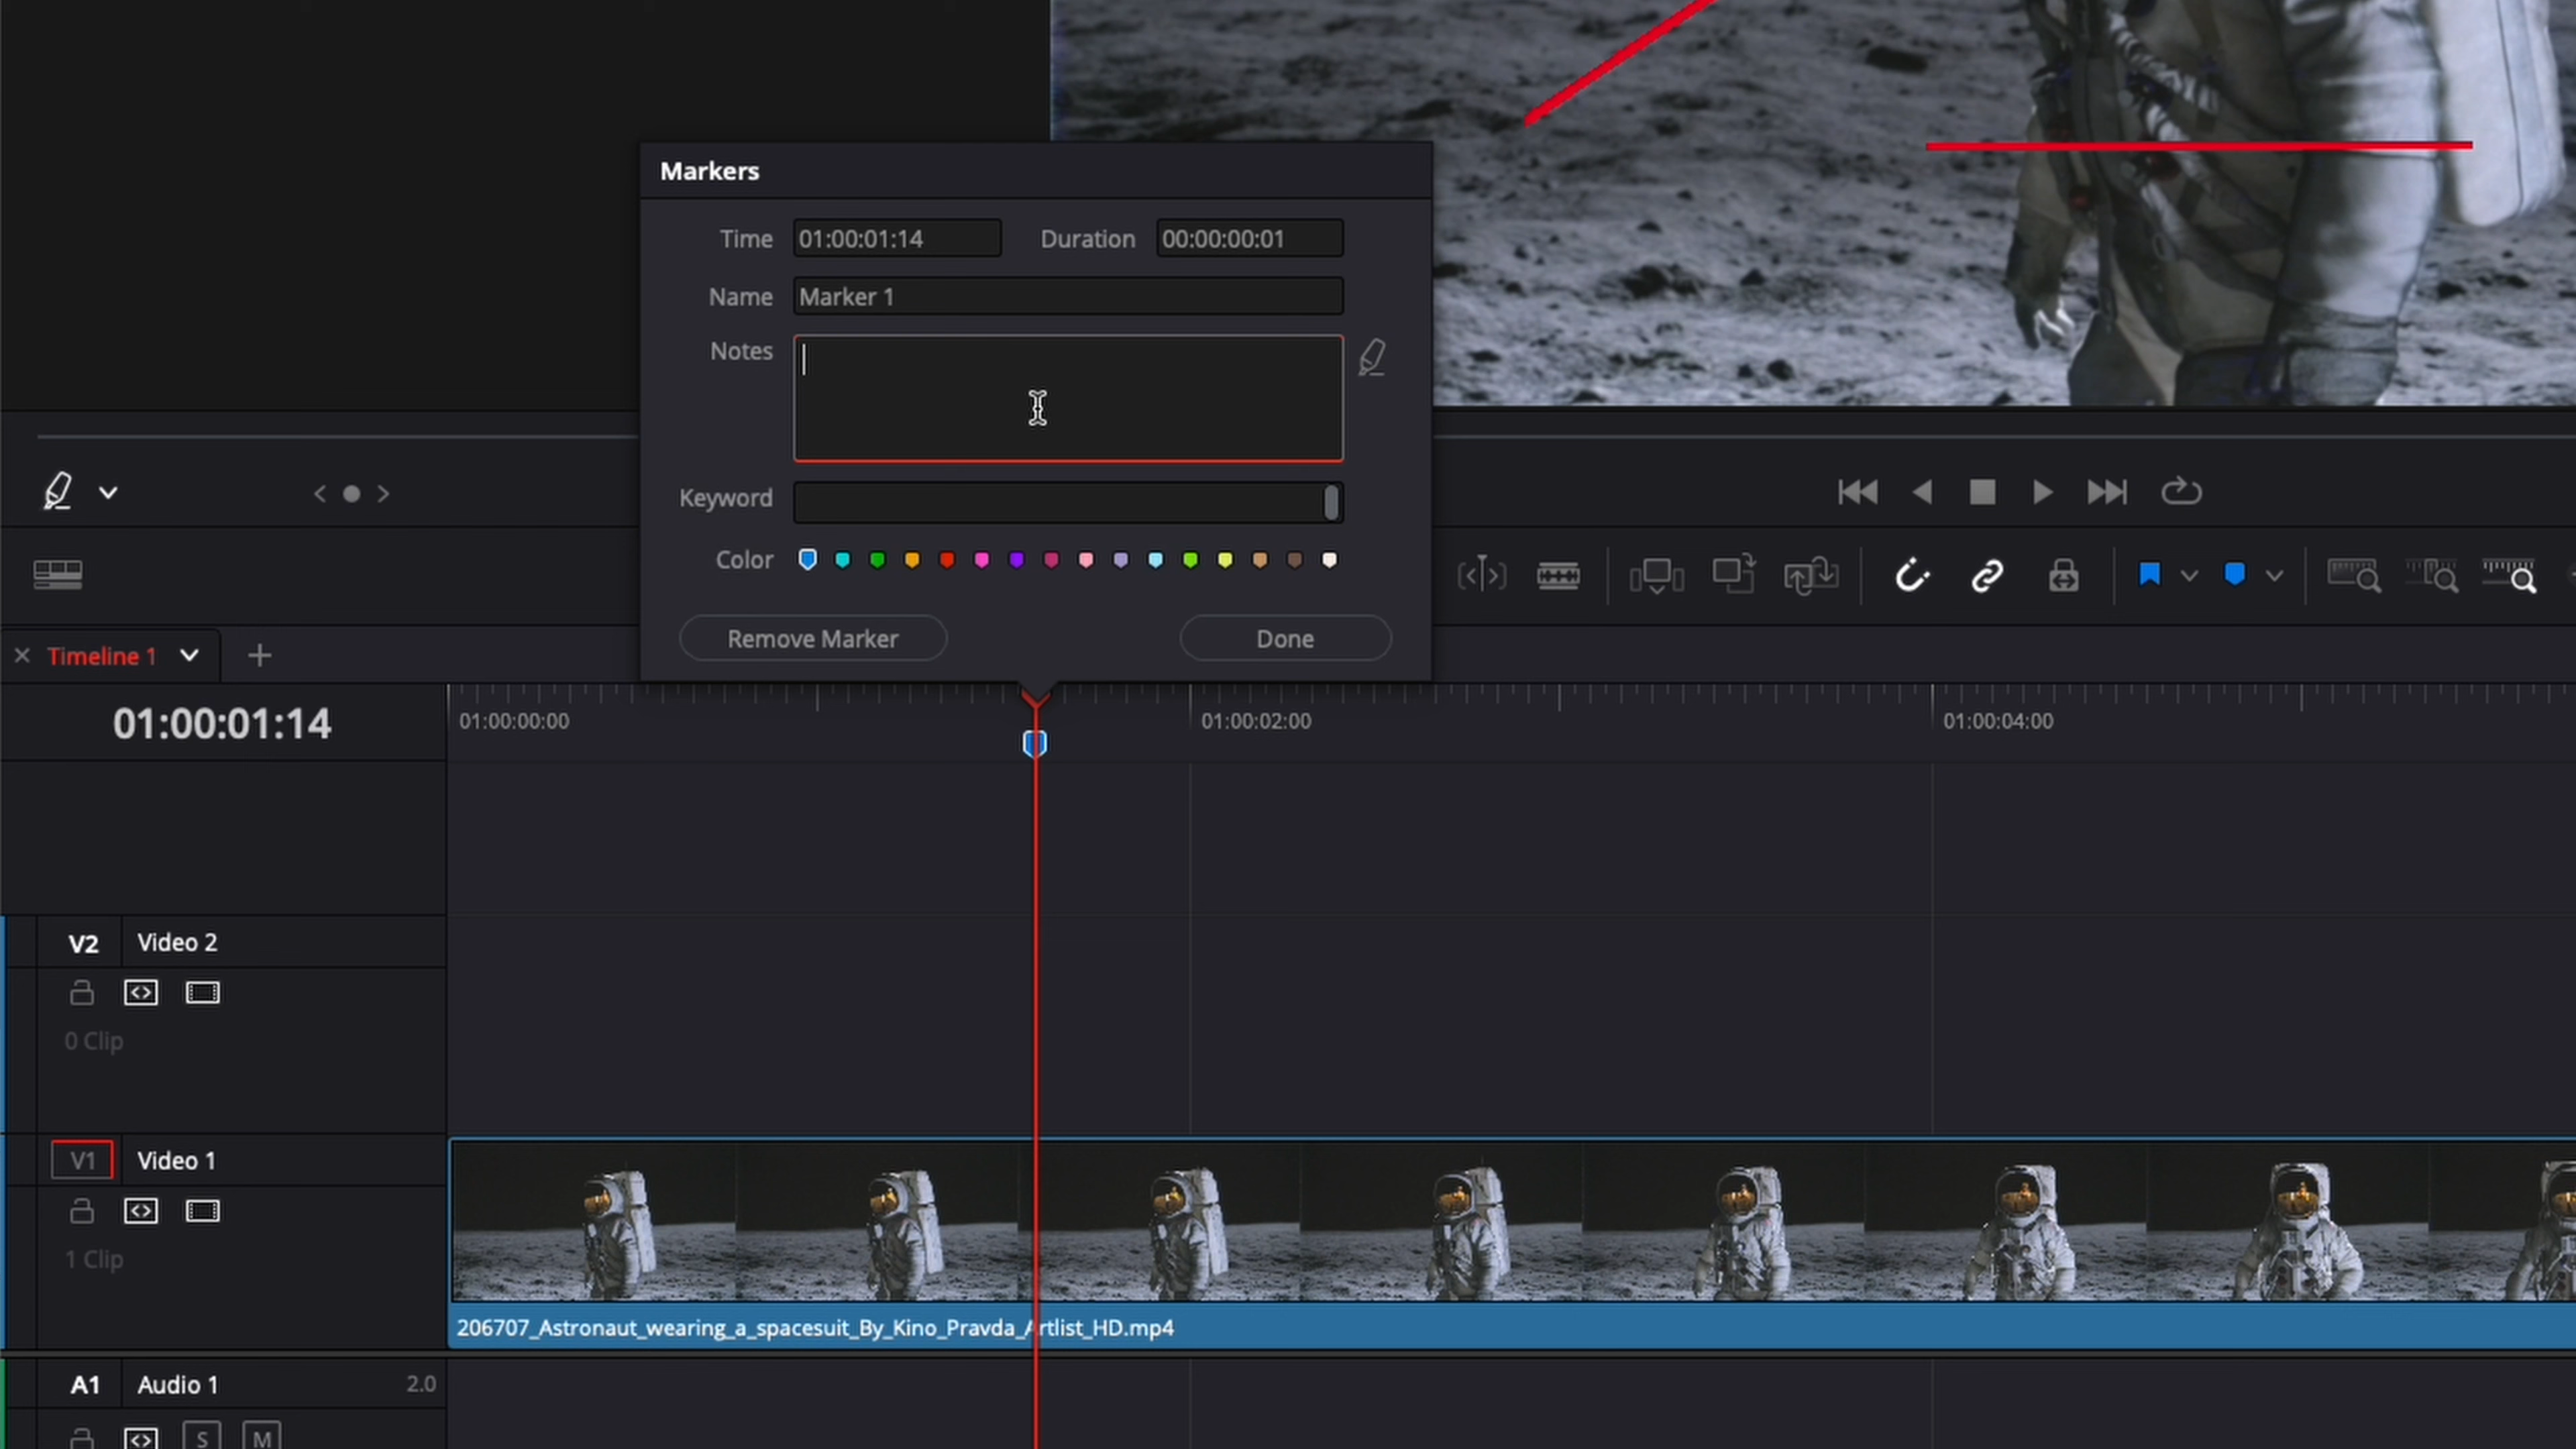 Markers
Time 01:00:01:14 Duration 00:00:00:01
Name Marker 1
Notes
Keyword
Color
Remove Marker Done
Timeline 1
01:00:01:14
01:00:00:00 01:00:02:00 01:00:04:00
V2 Video 2
0 Clip
V1 Video 1
1 Clip
206707_Astronaut_wearing_a_spacesuit_By_Kino_Pravda_Artlist_HD.mp4
A1 Audio 1 2.0
S M